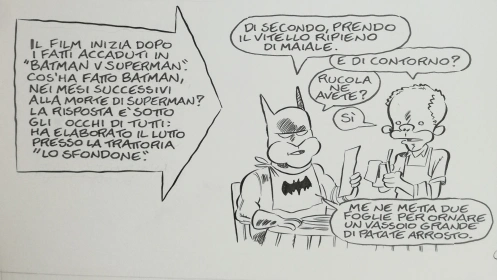 IL FILM INIZIA DOPO
I FATTI ACCADUTI IN
"BATMAN V SUPERMAN".
COS'HA FATTO BATMAN,
NEI MESI SUCCESSIVI
ALLA MORTE DI SUPERMAN?
LA RISPOSTA E' SOTTO
GLI OCCHI DI TUTTI:
HA ELABORATO IL LUTTO
PRESSO LA TRATTORIA
"LO SFONDONE".
DI SECONDO, PRENDO
IL VITELLO RIPIENO
DI MAIALE.
E DI CONTORNO?
RUCOLA
NE
AVETE?
SÌ
ME NE METTA DUE
FOGLIE PER ORNARE
UN VASSOIO GRANDE
DI PATATE ARROSTO.